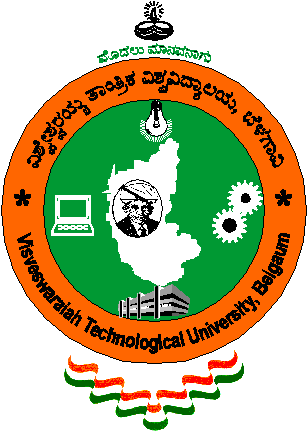 ಮೊದಲು ಮಾನವನಾಗು
ವಿಶ್ವೇಶ್ವರಯ್ಯ ತಾಂತ್ರಿಕ ವಿಶ್ವವಿದ್ಯಾಲಯ, ಬೆಳಗಾವಿ
Visveswaraiah Technological University, Belgaum